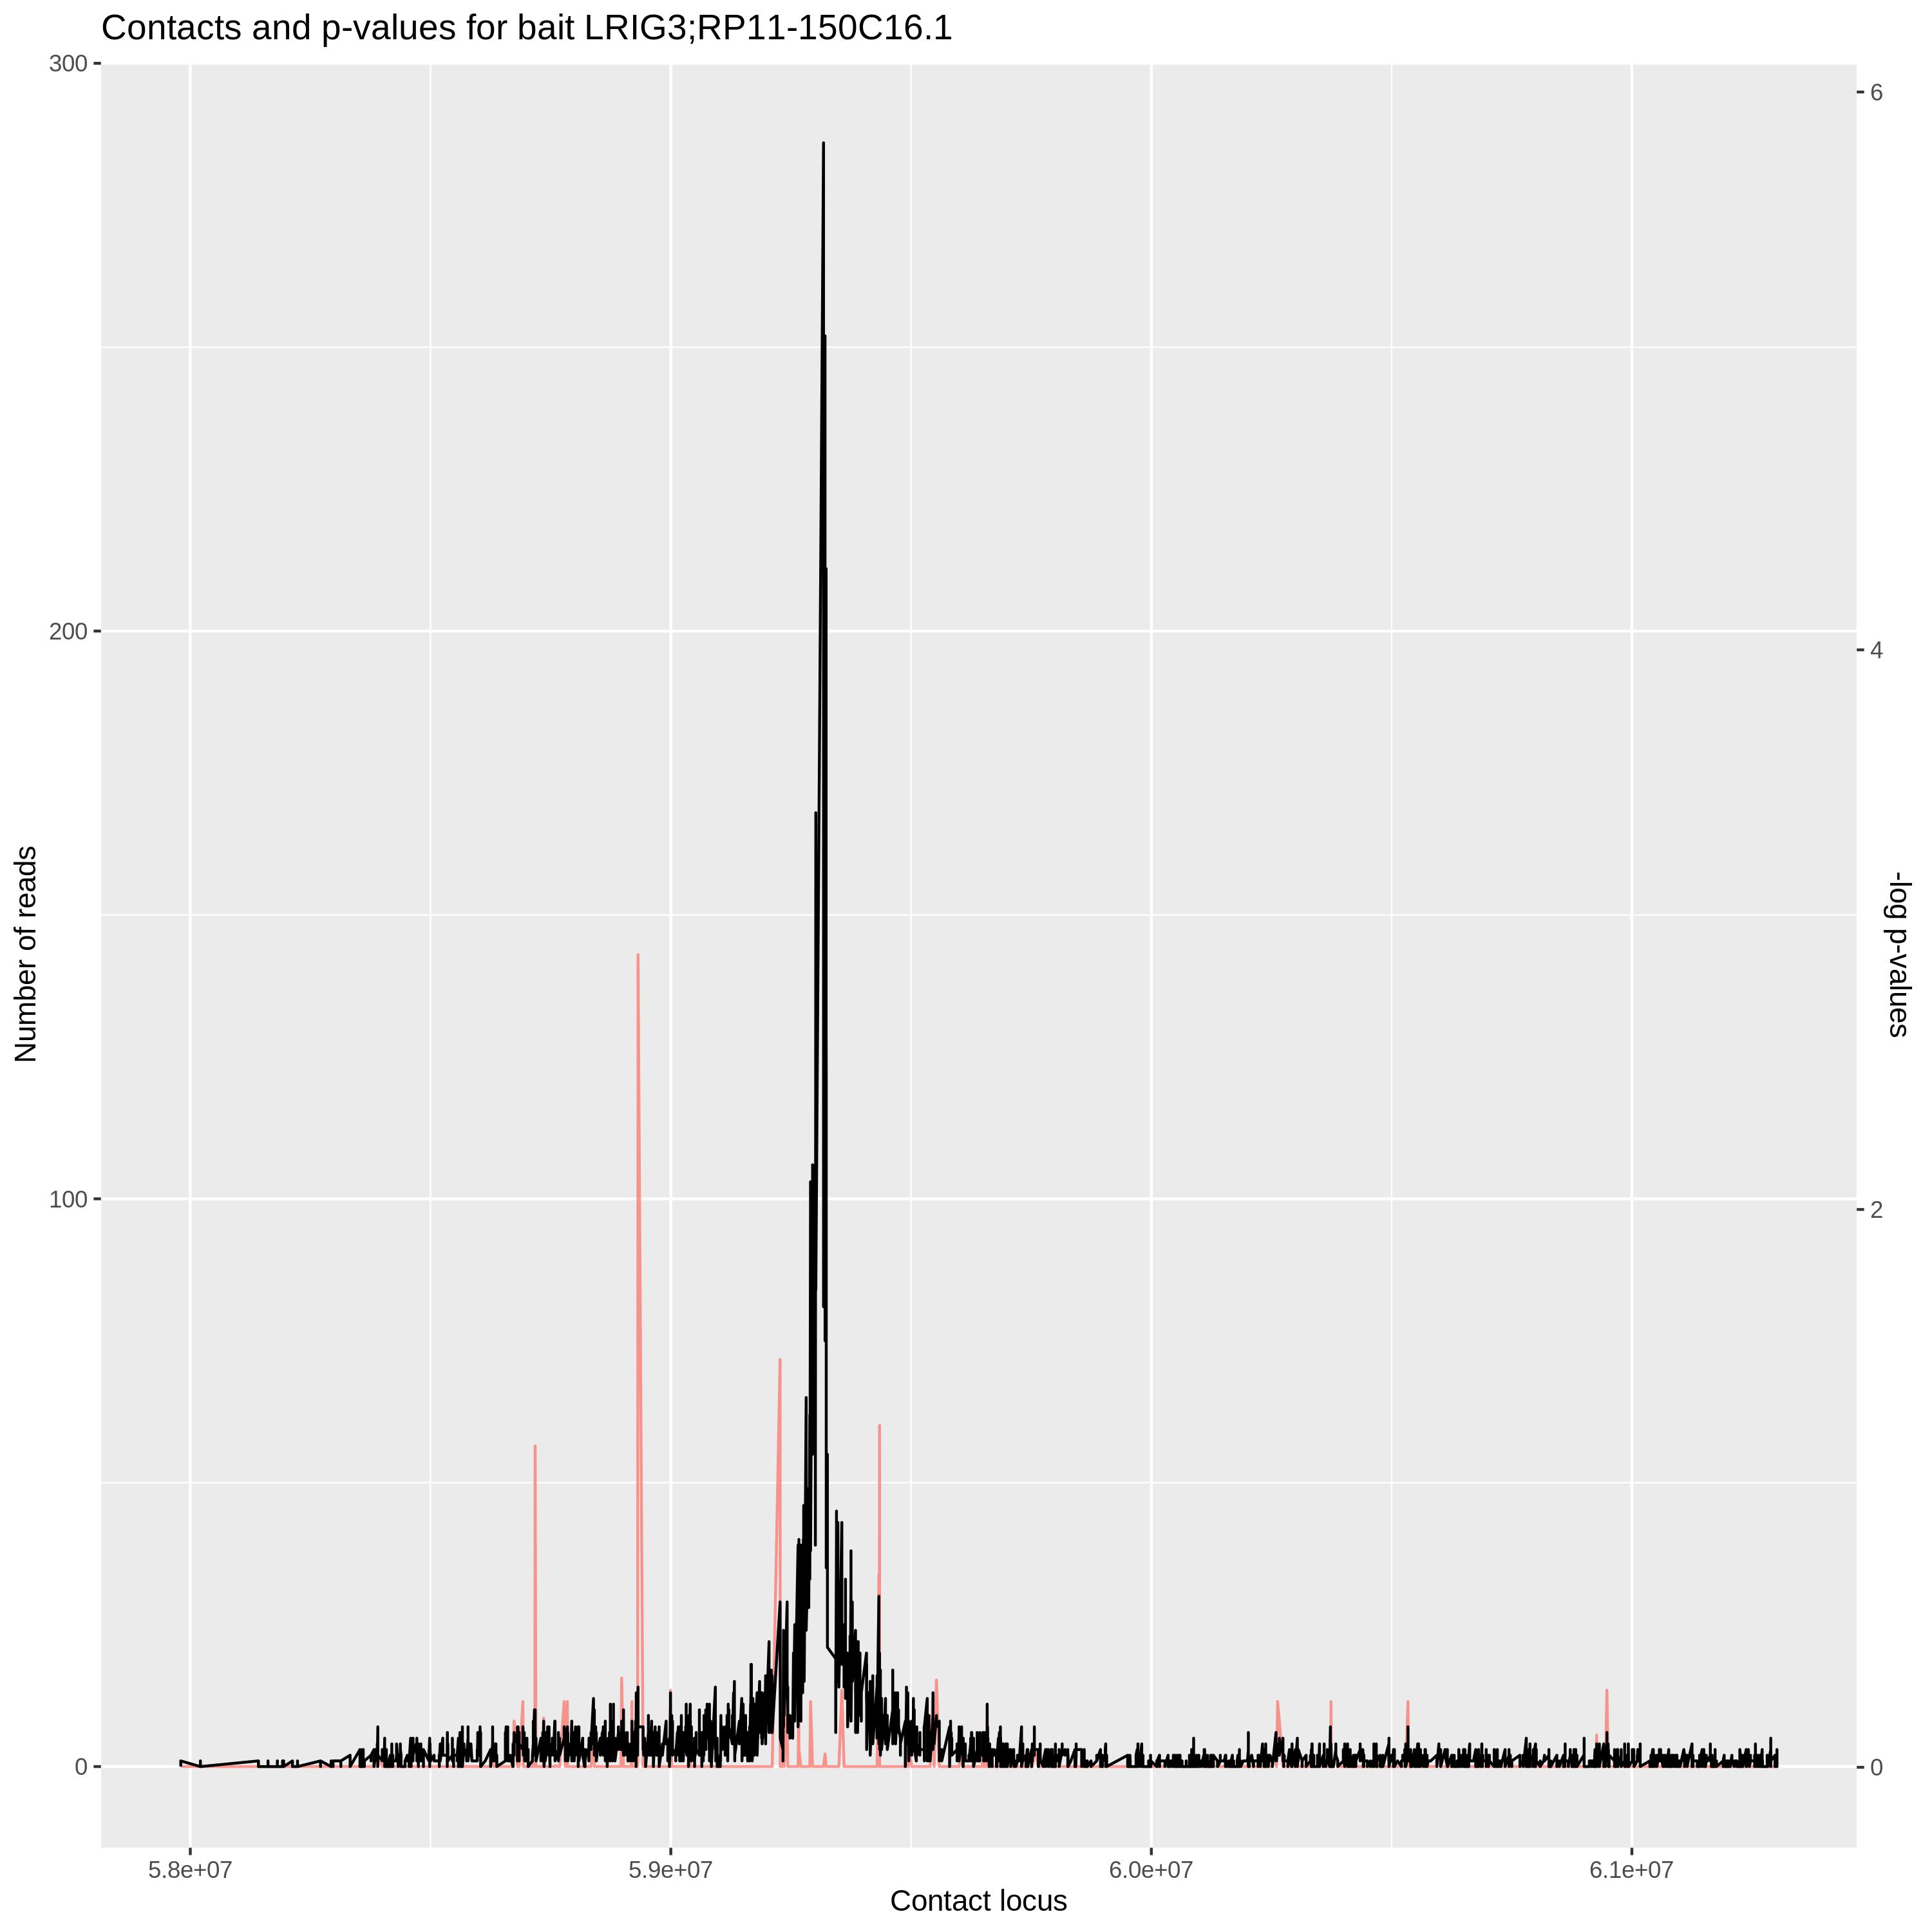 Contacts and p-values for bait LRIG3;RP11-150C16.1
300
200
100
0
Number of reads
6
4
2
0
-log p-values
5.8e+07
5.9e+07
6.0e+07
6.1e+07
Contact locus